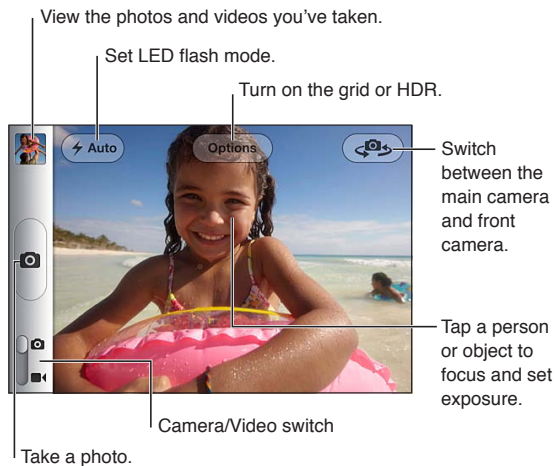 View the photos and videos you’ve taken.
Set LED flash mode.
Turn on the grid or HDR.
Auto
Options
Switch
between the
main camera
and front
camera.
Tap a person
or object to
focus and set
exposure.
Camera/Video switch
Take a photo.